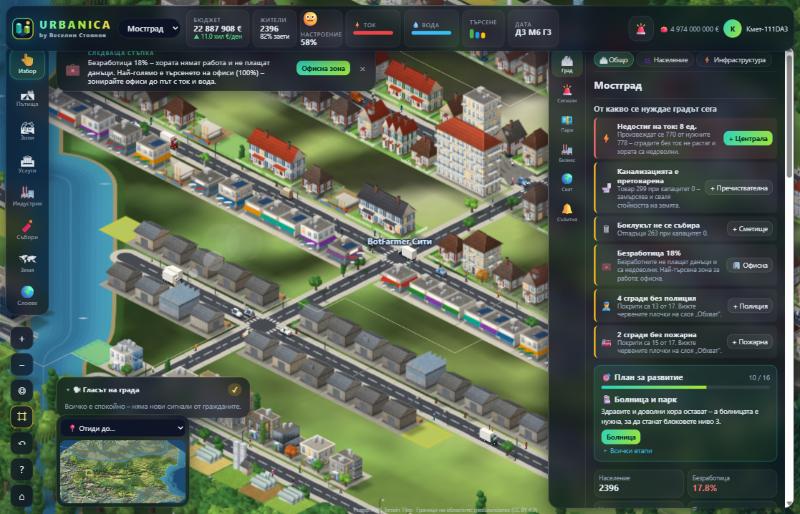 URBANICA
by Веселин Стоянов
Мостград
БЮДЖЕТ
22 887 908 €
▲ 11.0 хил €/ден
ЖИТЕЛИ
2396
82% заети
НАСТРОЕНИЕ
58%
ТОК
ВОДА
ТЪРСЕНЕ
ДАТА
Д3 М6 Г3
4 974 000 000 €
K
Кмет-111DA3
СЛЕДВАЩА СТЪПКА
Безработица 18% – хората нямат работа и не плащат
данъци. Най-голямо е търсенето на офиси (100%) –
зонирайте офиси до път с ток и вода.
Офисна зона
×
Избор
Пътища
Зони
Услуги
Индустрия
Събори
Земя
Слоеве
+
−
?
BotFarmer Сити
Гласът на града
Всичко е спокойно – няма нови сигнали от гражданите.
Отиди до...
Град
Сигнали
Пари
Бизнес
Свят
Събития
Общо
Население
Инфраструктура
Мостград
От какво се нуждае градът сега
Недостиг на ток: 8 ед.
Произвеждат се 770 от нужните
778 – сградите без ток не растат и
хората са недоволни.
+ Централа
Канализацията е
претоварена
Товар 299 при капацитет 0 –
замърсява и сваля
стойността на земята.
+ Пречиствателна
Боклукът не се събира
Отпадъци 263 при капацитет 0.
+ Сметище
Безработица 18%
Безработните не плащат данъци и
са недоволни. Най-търсена зона за
работа: офисна.
Офисна
4 сгради без полиция
Покрити са 13 от 17. Вижте
червените плочки на слоя „Обхват“.
+ Полиция
2 сгради без пожарна
Покрити са 15 от 17. Вижте
червените плочки на слоя „Обхват“.
+ Пожарна
План за развитие
10 / 16
Болница и парк
Здравите и доволни хора остават – а болницата е
нужна, за да станат блоковете ниво 3.
Болница
Всички етапи
Население
2396
Безработица
17.8%